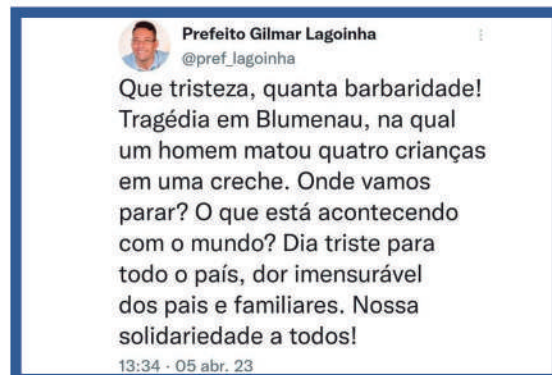 Prefeito Gilmar Lagoinha
@pref_lagoinha
Que tristeza, quanta barbaridade!
Tragédia em Blumenau, na qual
um homem matou quatro crianças
em uma creche. Onde vamos
parar? O que está acontecendo
com o mundo? Dia triste para
todo o país, dor imensurável
dos pais e familiares. Nossa
solidariedade a todos!
13:34 · 05 abr. 23